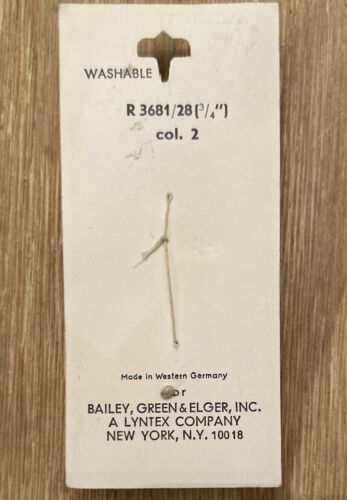 WASHABLE
R 3681/28 (3/4")
col. 2
Made in Western Germany
or
BAILEY, GREEN & ELGER, INC.
A LYNTEX COMPANY
NEW YORK, N.Y. 10018